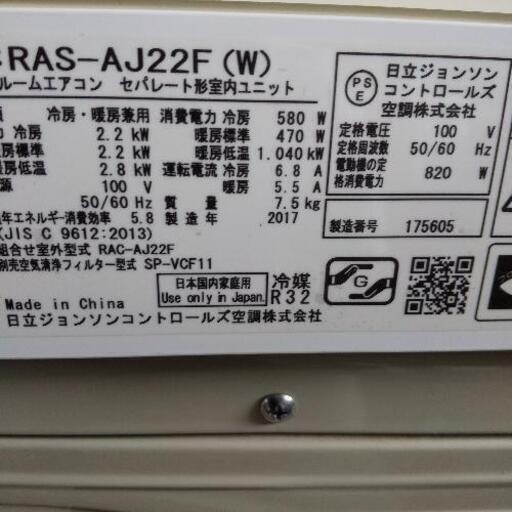 RAS-AJ22F(W)
ルームエアコン セパレート形室内ユニット
冷房・暖房兼用 消費電力 冷房 580 W
冷房 2.2 kW 暖房標準 470 W
暖房標準 2.2 kW 暖房低温 1.040 kW
暖房低温 2.8 kW 運転電流 冷房 6.8 A
源 100 V 暖房 5.5 A
50/60 Hz 質量 7.5 kg
年エネルギー消費効率 5.8 製造年 2017
(JIS C 9612:2013)
組合せ室外型式 RAC-AJ22F
別売空気清浄フィルター型式 SP-VCF11
日本国内家庭用
Use only in Japan.
冷媒
R32
Made in China
日立ジョンソンコントロールズ空調株式会社
PS
E
日立ジョンソン
コントロールズ
空調株式会社
定格電圧 100 V
定格周波数 50/60 Hz
電動機の定
格消費電力 820 W
製造番号 175605
G